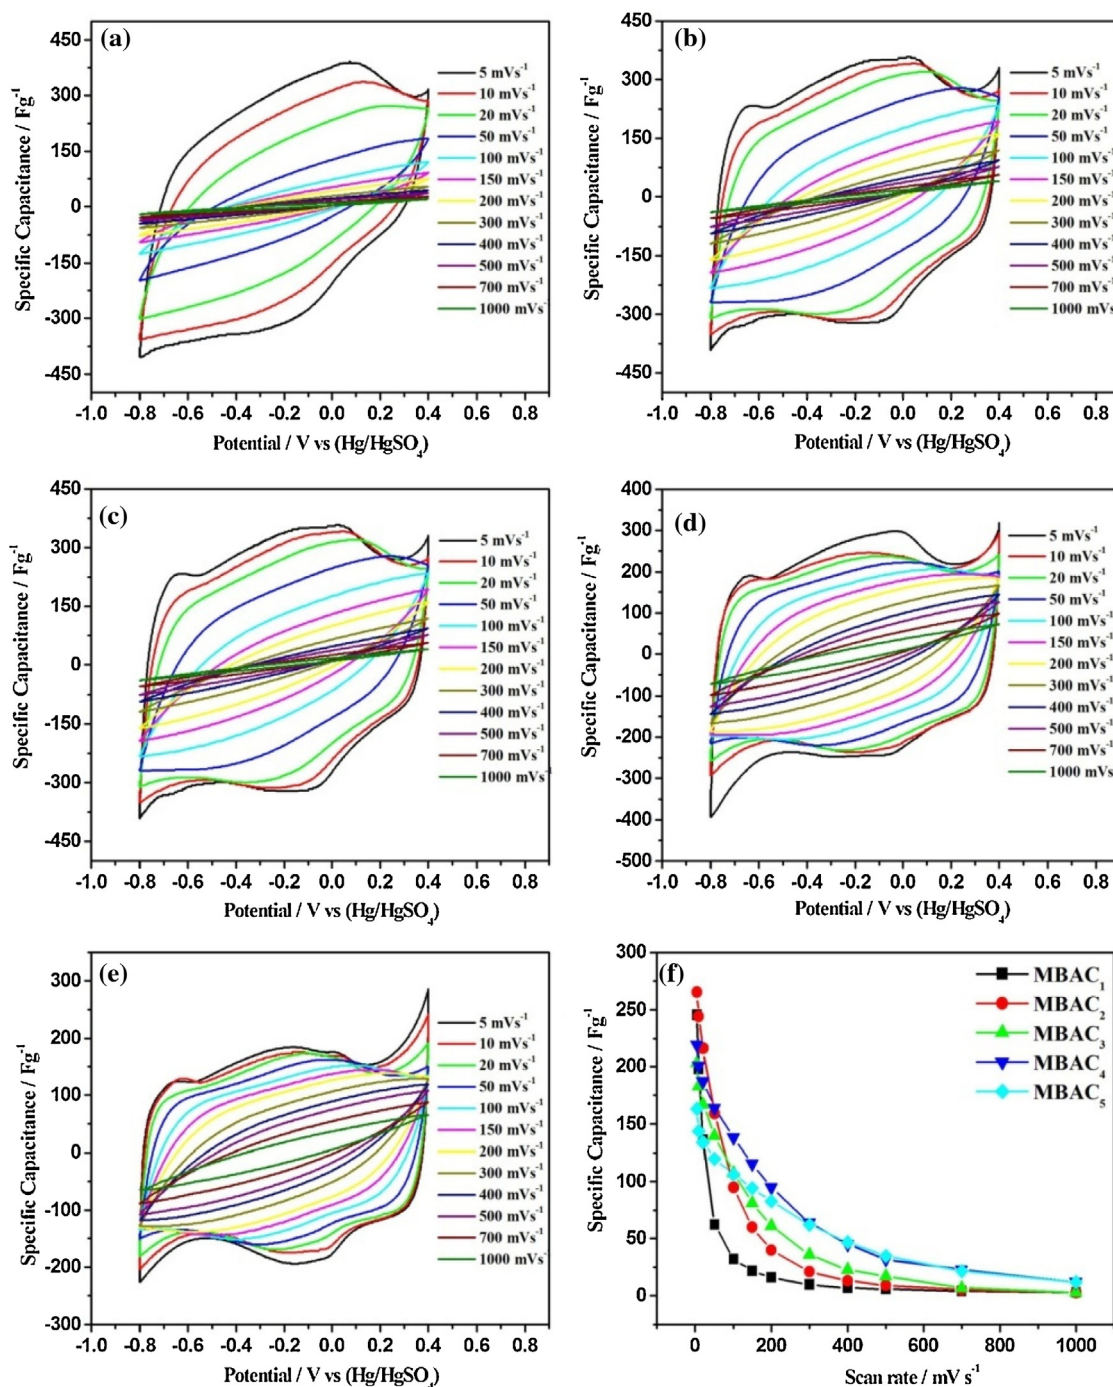 (a)
450
300
150
0
-150
-300
-450
Specific Capacitance / Fg⁻¹
-1.0 -0.8 -0.6 -0.4 -0.2 0.0 0.2 0.4 0.6 0.8
Potential / V vs (Hg/HgSO₄)
5 mVs⁻¹
10 mVs⁻¹
20 mVs⁻¹
50 mVs⁻¹
100 mVs⁻¹
150 mVs⁻¹
200 mVs⁻¹
300 mVs⁻¹
400 mVs⁻¹
500 mVs⁻¹
700 mVs⁻¹
1000 mVs⁻¹
(b)
450
300
150
0
-150
-300
-450
Specific Capacitance / Fg⁻¹
-1.0 -0.8 -0.6 -0.4 -0.2 0.0 0.2 0.4 0.6 0.8
Potential / V vs (Hg/HgSO₄)
5 mVs⁻¹
10 mVs⁻¹
20 mVs⁻¹
50 mVs⁻¹
100 mVs⁻¹
150 mVs⁻¹
200 mVs⁻¹
300 mVs⁻¹
400 mVs⁻¹
500 mVs⁻¹
700 mVs⁻¹
1000 mVs⁻¹
(c)
450
300
150
0
-150
-300
-450
Specific Capacitance / Fg⁻¹
-1.0 -0.8 -0.6 -0.4 -0.2 0.0 0.2 0.4 0.6 0.8
Potential / V vs (Hg/HgSO₄)
5 mVs⁻¹
10 mVs⁻¹
20 mVs⁻¹
50 mVs⁻¹
100 mVs⁻¹
150 mVs⁻¹
200 mVs⁻¹
300 mVs⁻¹
400 mVs⁻¹
500 mVs⁻¹
700 mVs⁻¹
1000 mVs⁻¹
(d)
400
300
200
100
0
-100
-200
-300
-400
-500
Specific Capacitance / Fg⁻¹
-1.0 -0.8 -0.6 -0.4 -0.2 0.0 0.2 0.4 0.6 0.8
Potential / V vs (Hg/HgSO₄)
5 mVs⁻¹
10 mVs⁻¹
20 mVs⁻¹
50 mVs⁻¹
100 mVs⁻¹
150 mVs⁻¹
200 mVs⁻¹
300 mVs⁻¹
400 mVs⁻¹
500 mVs⁻¹
700 mVs⁻¹
1000 mVs
(e)
300
200
100
0
-100
-200
-300
Specific Capacitance / Fg⁻¹
-1.0 -0.8 -0.6 -0.4 -0.2 0.0 0.2 0.4 0.6 0.8
Potential / V vs (Hg/HgSO₄)
5 mVs⁻¹
10 mVs⁻¹
20 mVs⁻¹
50 mVs⁻¹
100 mVs⁻¹
150 mVs⁻¹
200 mVs⁻¹
300 mVs⁻¹
400 mVs⁻¹
500 mVs⁻¹
700 mVs⁻¹
1000 mVs⁻¹
(f)
300
250
200
150
100
50
0
Specific Capacitance / Fg⁻¹
0 200 400 600 800 1000
Scan rate / mV s⁻¹
MBAC₁
MBAC₂
MBAC₃
MBAC₄
MBAC₅